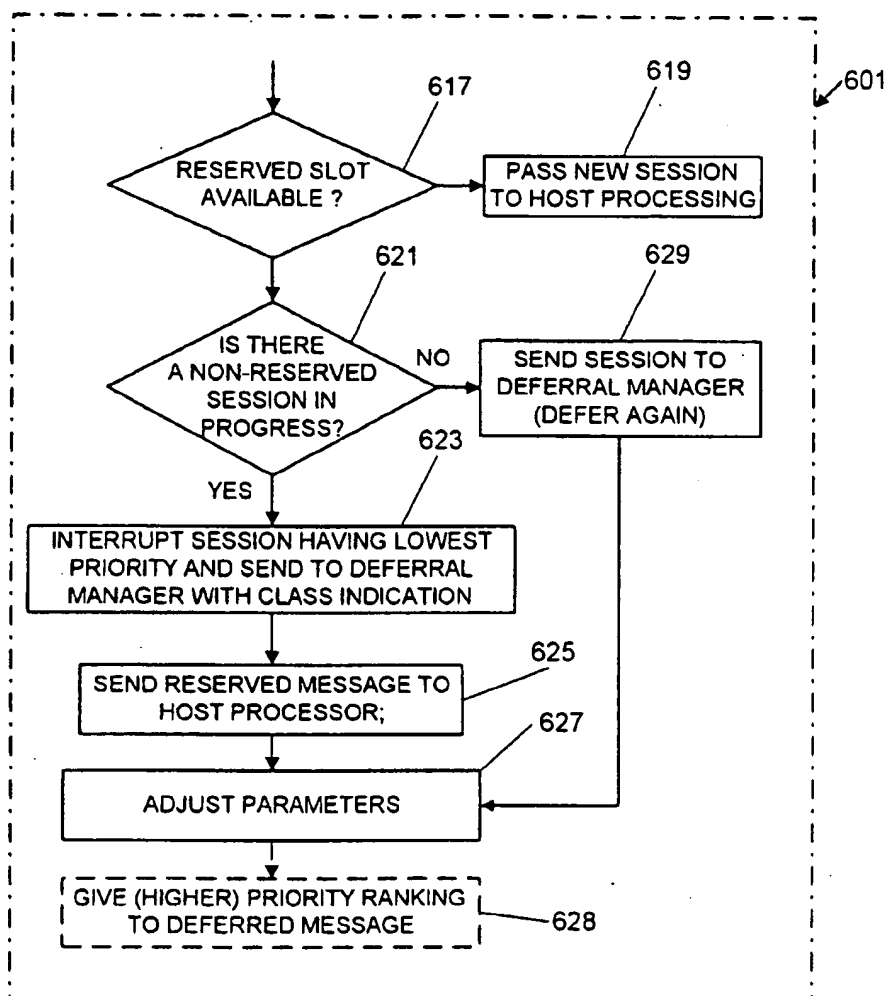 601
617
RESERVED SLOT
AVAILABLE ?
619
PASS NEW SESSION
TO HOST PROCESSING
621
IS THERE
A NON-RESERVED
SESSION IN
PROGRESS?
NO
629
SEND SESSION TO
DEFERRAL MANAGER
(DEFER AGAIN)
YES
623
INTERRUPT SESSION HAVING LOWEST
PRIORITY AND SEND TO DEFERRAL
MANAGER WITH CLASS INDICATION
625
SEND RESERVED MESSAGE TO
HOST PROCESSOR;
627
ADJUST PARAMETERS
GIVE (HIGHER) PRIORITY RANKING
TO DEFERRED MESSAGE
628